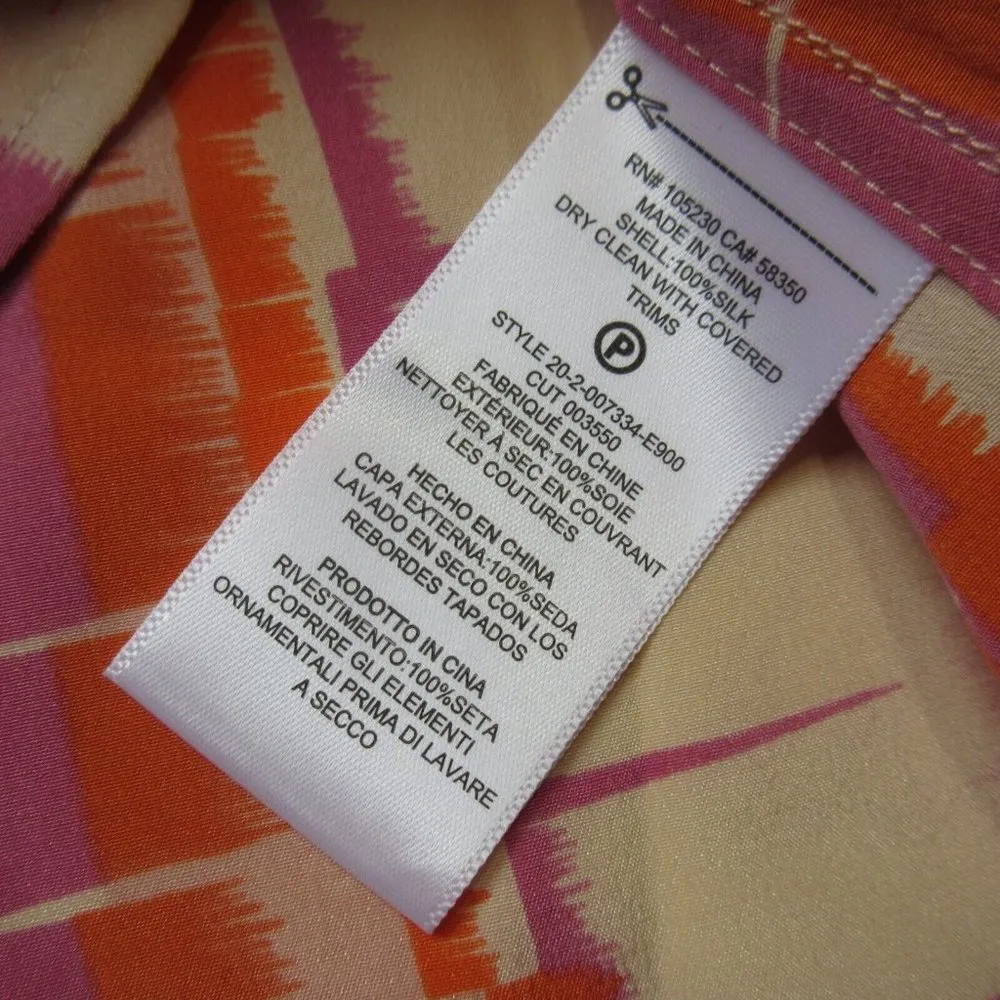 RN# 105230 CA# 58350
MADE IN CHINA
SHELL:100%SILK
DRY CLEAN WITH COVERED
TRIMS
P
STYLE 20-2-007334-E900
CUT 003550
FABRIQUÉ EN CHINE
EXTÉRIEUR:100%SOIE
NETTOYER À SEC EN COUVRANT
LES COUTURES
HECHO EN CHINA
CAPA EXTERNA:100%SEDA
LAVADO EN SECO CON LOS
REBORDES TAPADOS
PRODOTTO IN CINA
RIVESTIMENTO:100%SETA
COPRIRE GLI ELEMENTI
ORNAMENTALI PRIMA DI LAVARE
A SECCO